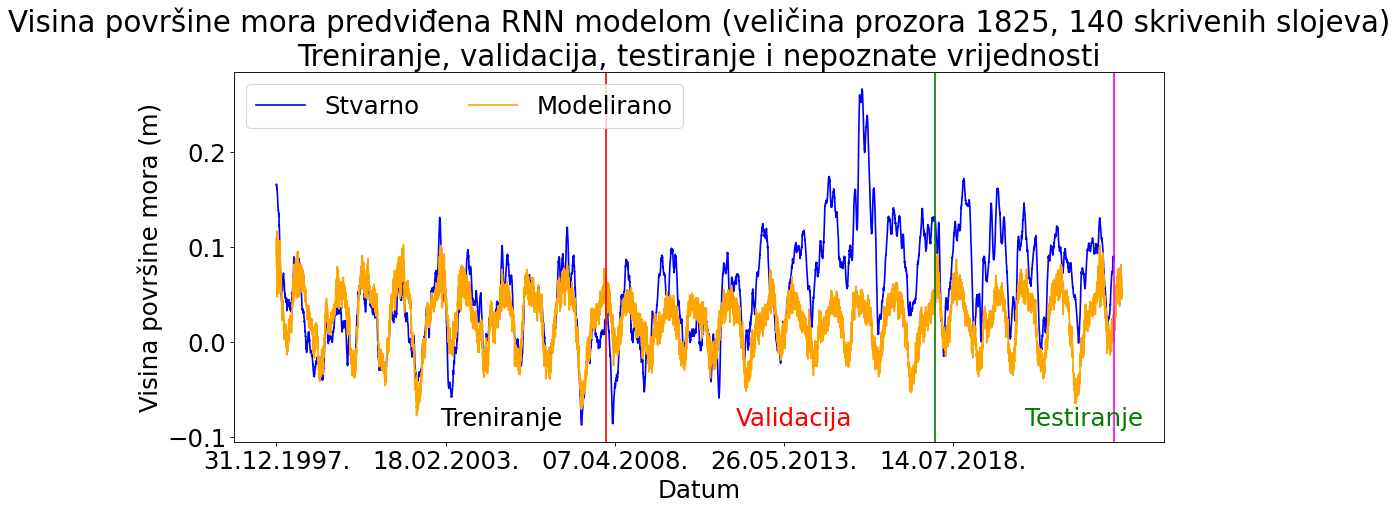 Visina površine mora predviđena RNN modelom (veličina prozora 1825, 140 skrivenih slojeva)
Treniranje, validacija, testiranje i nepoznate vrijednosti
Stvarno
Modelirano
Visina površine mora (m)
0.2
0.1
0.0
−0.1
Treniranje
Validacija
Testiranje
31.12.1997.
18.02.2003.
07.04.2008.
26.05.2013.
14.07.2018.
Datum